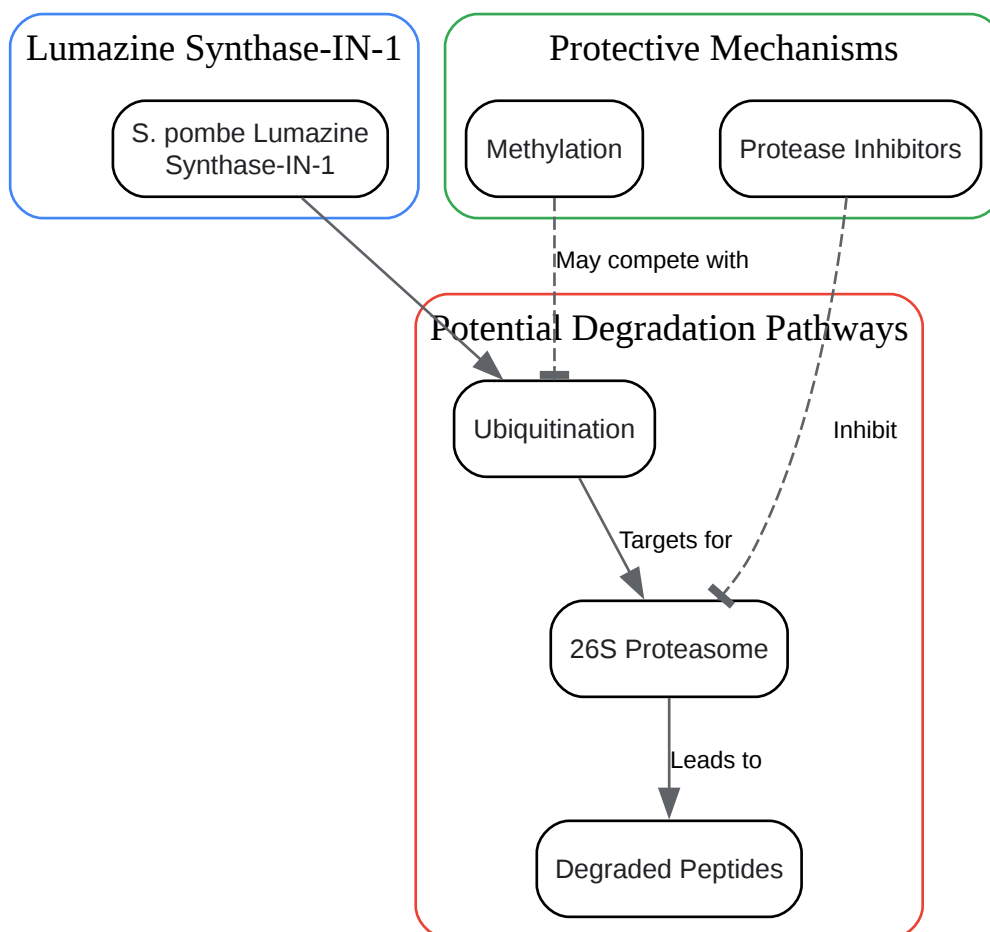 Lumazine Synthase-IN-1
Protective Mechanisms
S. pombe Lumazine
Synthase-IN-1
Methylation
Protease Inhibitors
May compete with
Potential Degradation Pathways
Ubiquitination
Inhibit
Targets for
26S Proteasome
Leads to
Degraded Peptides